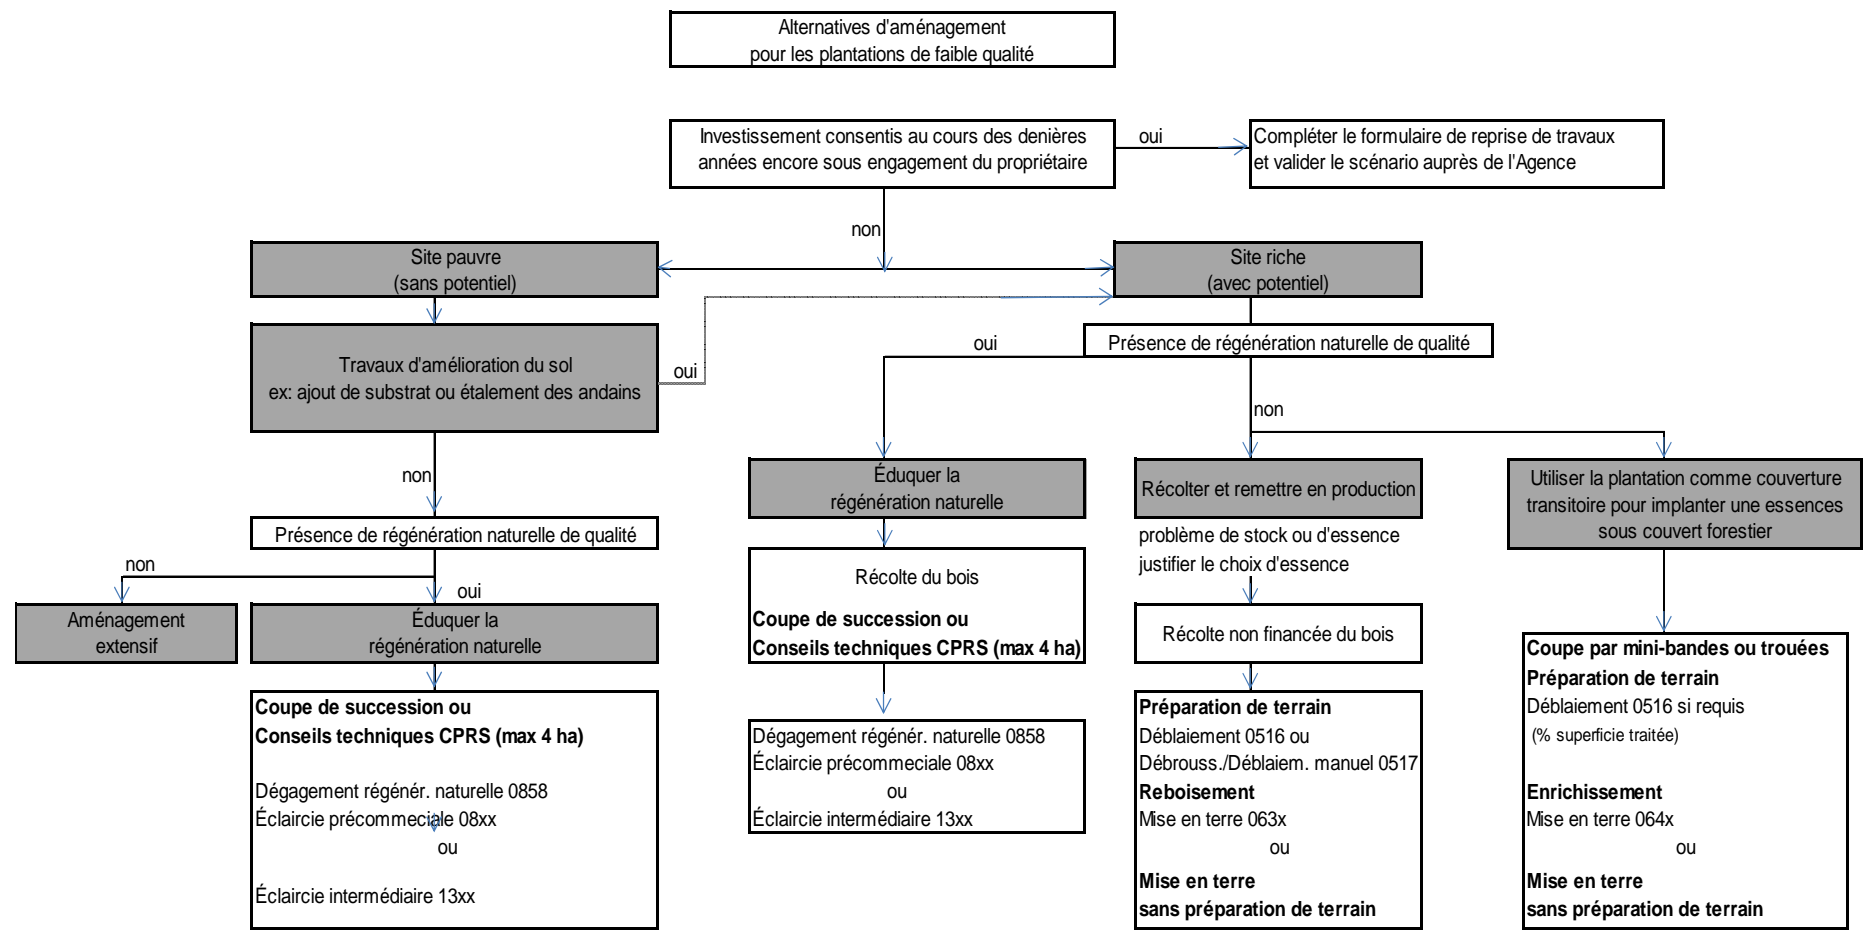 Alternatives d'aménagement
pour les plantations de faible qualité
Investissement consentis au cours des denières
années encore sous engagement du propriétaire
oui
Compléter le formulaire de reprise de travaux
et valider le scénario auprès de l'Agence
non
Site pauvre
(sans potentiel)
Site riche
(avec potentiel)
Travaux d'amélioration du sol
ex: ajout de substrat ou étalement des andains
oui
oui
Présence de régénération naturelle de qualité
non
non
Présence de régénération naturelle de qualité
non
oui
Aménagement
extensif
Éduquer la
régénération naturelle
Coupe de succession ou
Conseils techniques CPRS (max 4 ha)
Dégagement régénér. naturelle 0858
Éclaircie précommeciale 08xx
ou
Éclaircie intermédiaire 13xx
Éduquer la
régénération naturelle
Récolte du bois
Coupe de succession ou
Conseils techniques CPRS (max 4 ha)
Dégagement régénér. naturelle 0858
Éclaircie précommeciale 08xx
ou
Éclaircie intermédiaire 13xx
Récolter et remettre en production
problème de stock ou d'essence
justifier le choix d'essence
Récolte non financée du bois
Préparation de terrain
Déblaiement 0516 ou
Débrouss./Déblaiem. manuel 0517
Reboisement
Mise en terre 063x
ou
Mise en terre
sans préparation de terrain
Utiliser la plantation comme couverture
transitoire pour implanter une essences
sous couvert forestier
Coupe par mini-bandes ou trouées
Préparation de terrain
Déblaiement 0516 si requis
(% superficie traitée)
Enrichissement
Mise en terre 064x
ou
Mise en terre
sans préparation de terrain